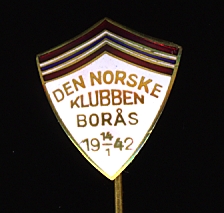 DEN NORSKE
KLUBBEN
BORÅS
19 14/1 42